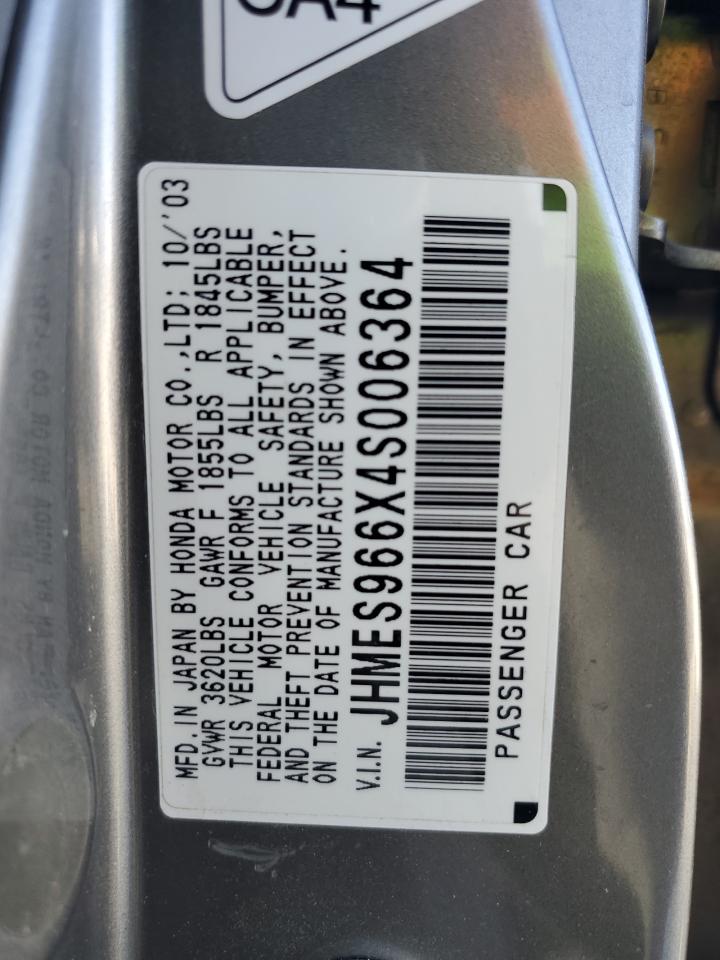 CA4
MFD. IN JAPAN BY HONDA MOTOR CO.,LTD; 10/'03
GVWR 3620LBS GAWR F 1855LBS R 1845LBS
THIS VEHICLE CONFORMS TO ALL APPLICABLE
FEDERAL MOTOR VEHICLE SAFETY, BUMPER,
AND THEFT PREVENTION STANDARDS IN EFFECT
ON THE DATE OF MANUFACTURE SHOWN ABOVE.
V.I.N. JHMES966X4S006364
PASSENGER CAR